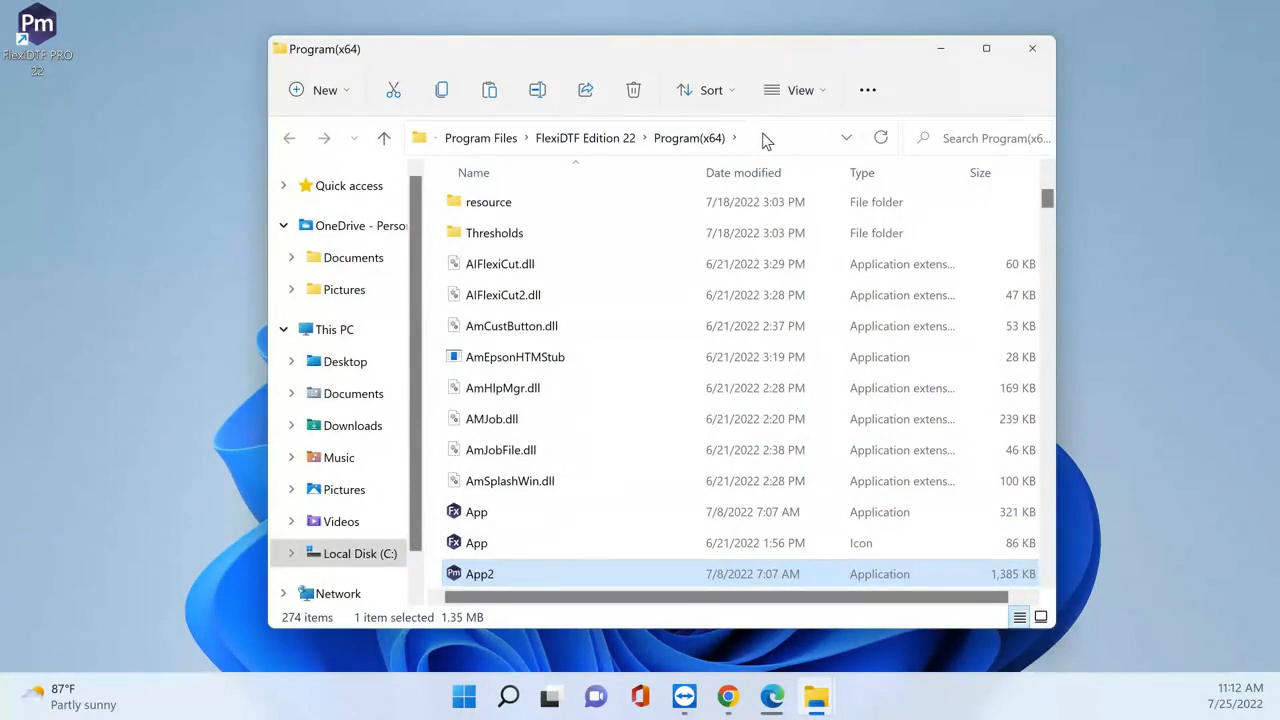 Pm
FlexiDTF PRO
22
Program(x64)
New
Sort
View
Program Files
FlexiDTF Edition 22
Program(x64)
Search Program(x6...
Name
Date modified
Type
Size
Quick access
OneDrive - Perso
Documents
Pictures
This PC
Desktop
Documents
Downloads
Music
Pictures
Videos
Local Disk (C:)
Network
resource 7/18/2022 3:03 PM File folder
Thresholds 7/18/2022 3:03 PM File folder
AIFlexiCut.dll 6/21/2022 3:29 PM Application extens... 60 KB
AIFlexiCut2.dll 6/21/2022 3:28 PM Application extens... 47 KB
AmCustButton.dll 6/21/2022 2:37 PM Application extens... 53 KB
AmEpsonHTMStub 6/21/2022 3:19 PM Application 28 KB
AmHlpMgr.dll 6/21/2022 2:28 PM Application extens... 169 KB
AMJob.dll 6/21/2022 2:20 PM Application extens... 239 KB
AmJobFile.dll 6/21/2022 2:38 PM Application extens... 46 KB
AmSplashWin.dll 6/21/2022 2:28 PM Application extens... 100 KB
Fx App 7/8/2022 7:07 AM Application 321 KB
Fx App 6/21/2022 1:56 PM Icon 86 KB
Pm App2 7/8/2022 7:07 AM Application 1,385 KB
274 items 1 item selected 1.35 MB
87°F
Partly sunny
11:12 AM
7/25/2022